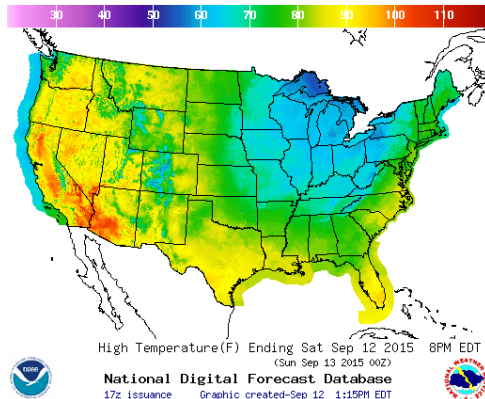 30 40 50 60 70 80 90 100 110
High Temperature(F) Ending Sat Sep 12 2015 8PM EDT
(Sun Sep 13 2015 00Z)
National Digital Forecast Database
17z issuance Graphic created-Sep 12 1:15PM EDT
NOAA